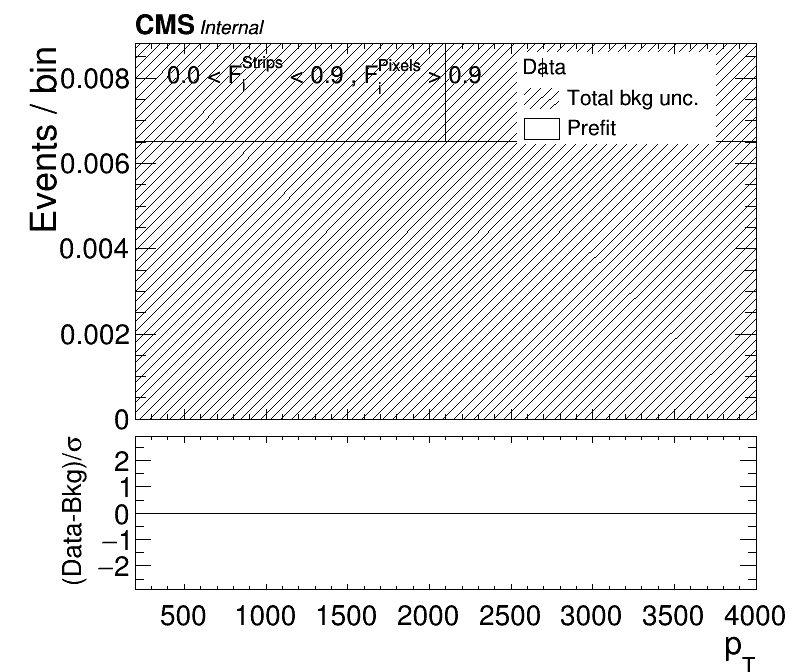 CMS Internal
Events / bin
0.0 < F_i^Strips < 0.9 , F_i^Pixels > 0.9
Data
Total bkg unc.
Prefit
0.008
0.006
0.004
0.002
0
(Data-Bkg)/σ
2
1
0
−1
−2
500 1000 1500 2000 2500 3000 3500 4000
p_T